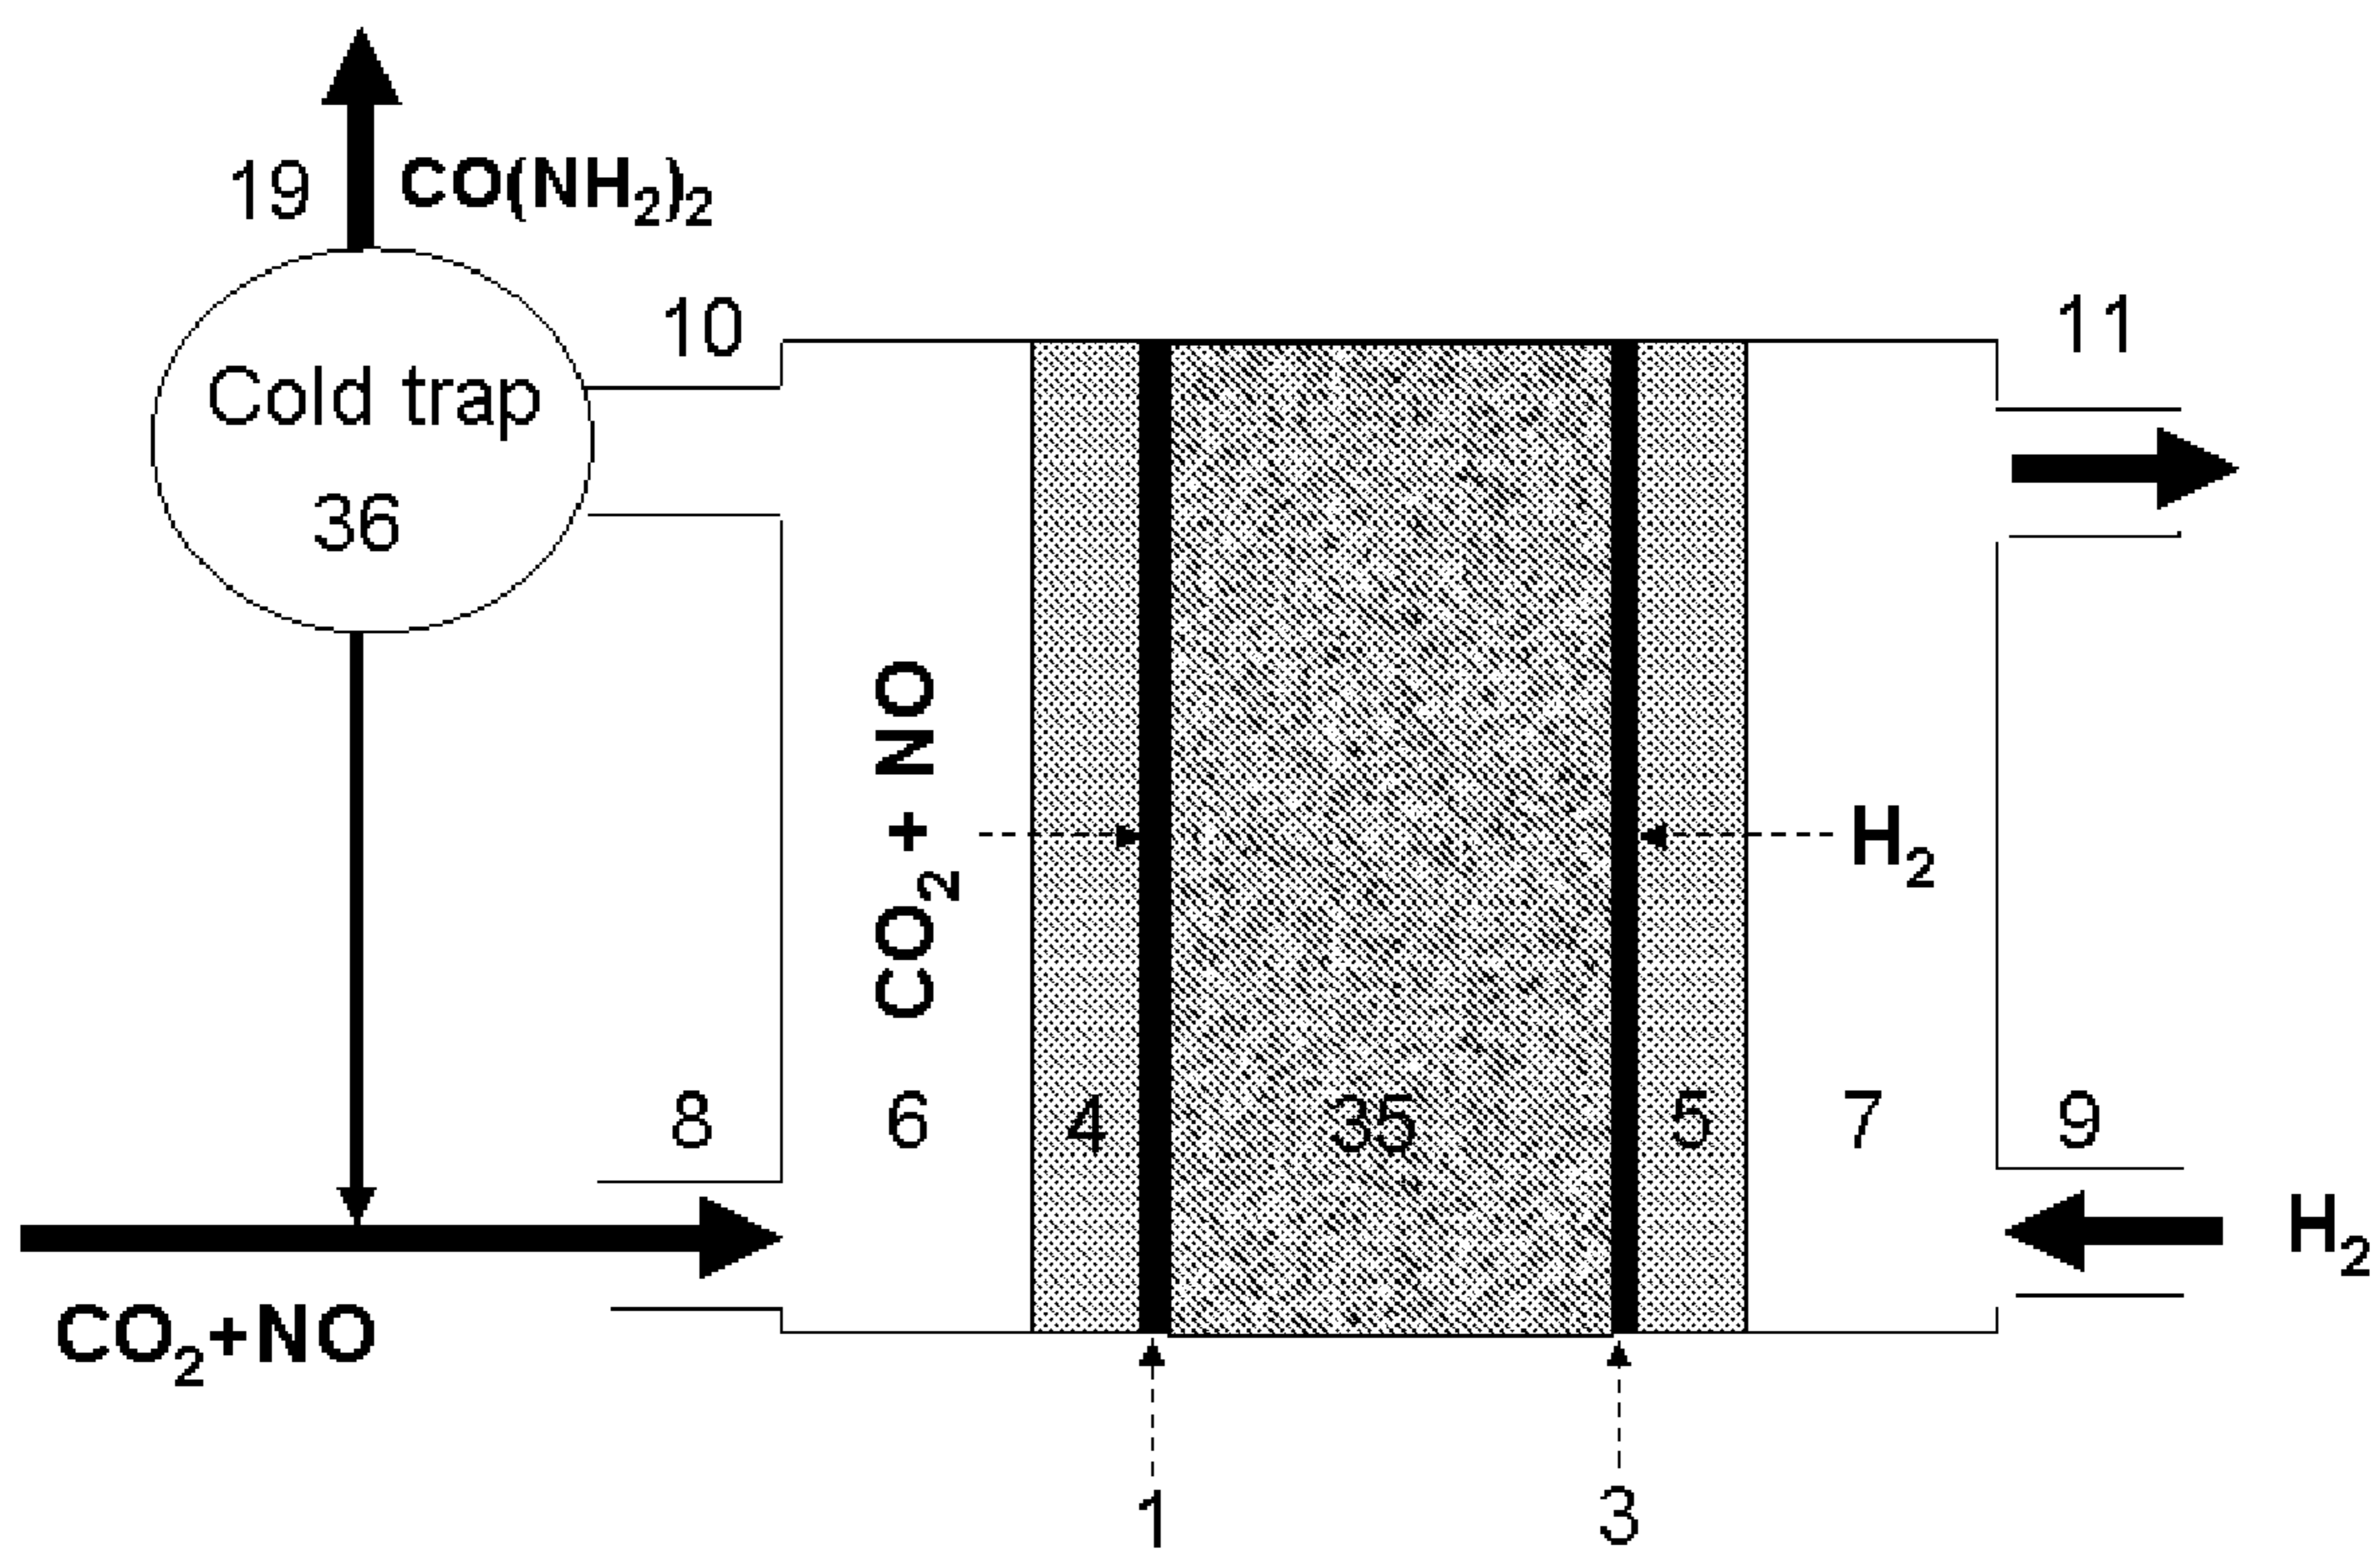 19 CO(NH₂)₂
10
11
Cold trap
36
CO₂ + NO
H₂
8
6
4
35
5
7
9
H₂
CO₂+NO
1
3